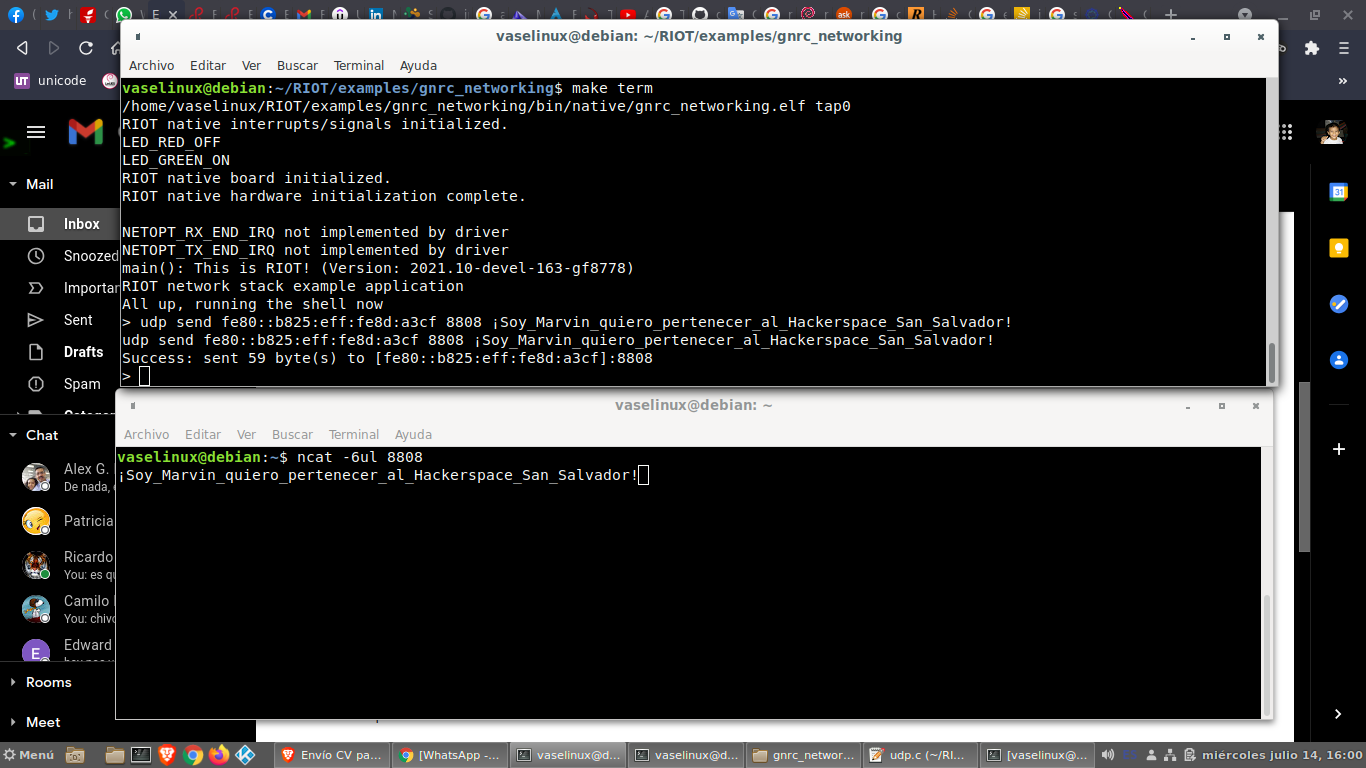 vaselinux@debian: ~/RIOT/examples/gnrc_networking
Archivo Editar Ver Buscar Terminal Ayuda
vaselinux@debian:~/RIOT/examples/gnrc_networking$ make term
/home/vaselinux/RIOT/examples/gnrc_networking/bin/native/gnrc_networking.elf tap0
RIOT native interrupts/signals initialized.
LED_RED_OFF
LED_GREEN_ON
RIOT native board initialized.
RIOT native hardware initialization complete.
NETOPT_RX_END_IRQ not implemented by driver
NETOPT_TX_END_IRQ not implemented by driver
main(): This is RIOT! (Version: 2021.10-devel-163-gf8778)
RIOT network stack example application
All up, running the shell now
> udp send fe80::b825:eff:fe8d:a3cf 8808 ¡Soy_Marvin_quiero_pertenecer_al_Hackerspace_San_Salvador!
udp send fe80::b825:eff:fe8d:a3cf 8808 ¡Soy_Marvin_quiero_pertenecer_al_Hackerspace_San_Salvador!
Success: sent 59 byte(s) to [fe80::b825:eff:fe8d:a3cf]:8808
>
vaselinux@debian: ~
Archivo Editar Ver Buscar Terminal Ayuda
vaselinux@debian:~$ ncat -6ul 8808
¡Soy_Marvin_quiero_pertenecer_al_Hackerspace_San_Salvador!
unicode
Mail
Inbox
Snoozed
Importan
Sent
Drafts
Spam
Chat
Alex G.
De nada,
Patricia
Ricardo
You: es qu
Camilo
You: chivo
E
Edward
Rooms
Meet
Menú
Envío CV pa...
[WhatsApp -...
vaselinux@d...
vaselinux@d...
gnrc_networ...
udp.c (~/RI...
[vaselinux@...
miércoles julio 14, 16:00